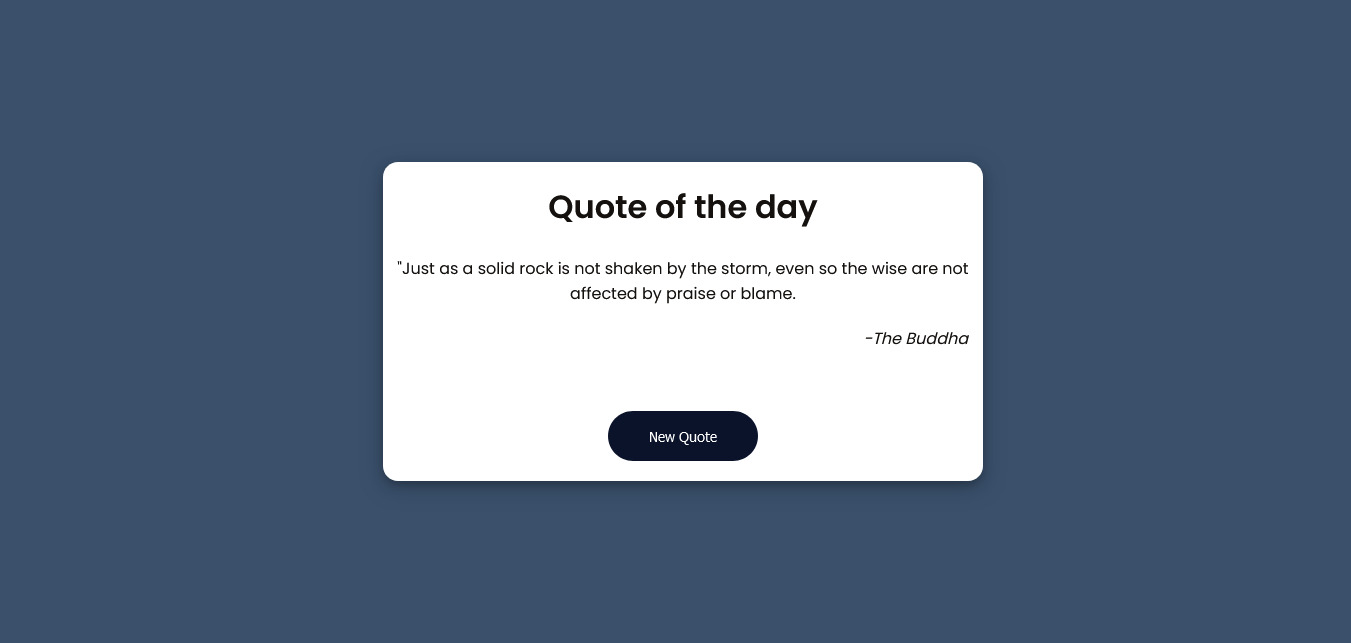 Quote of the day
"Just as a solid rock is not shaken by the storm, even so the wise are not
affected by praise or blame.
-The Buddha
New Quote